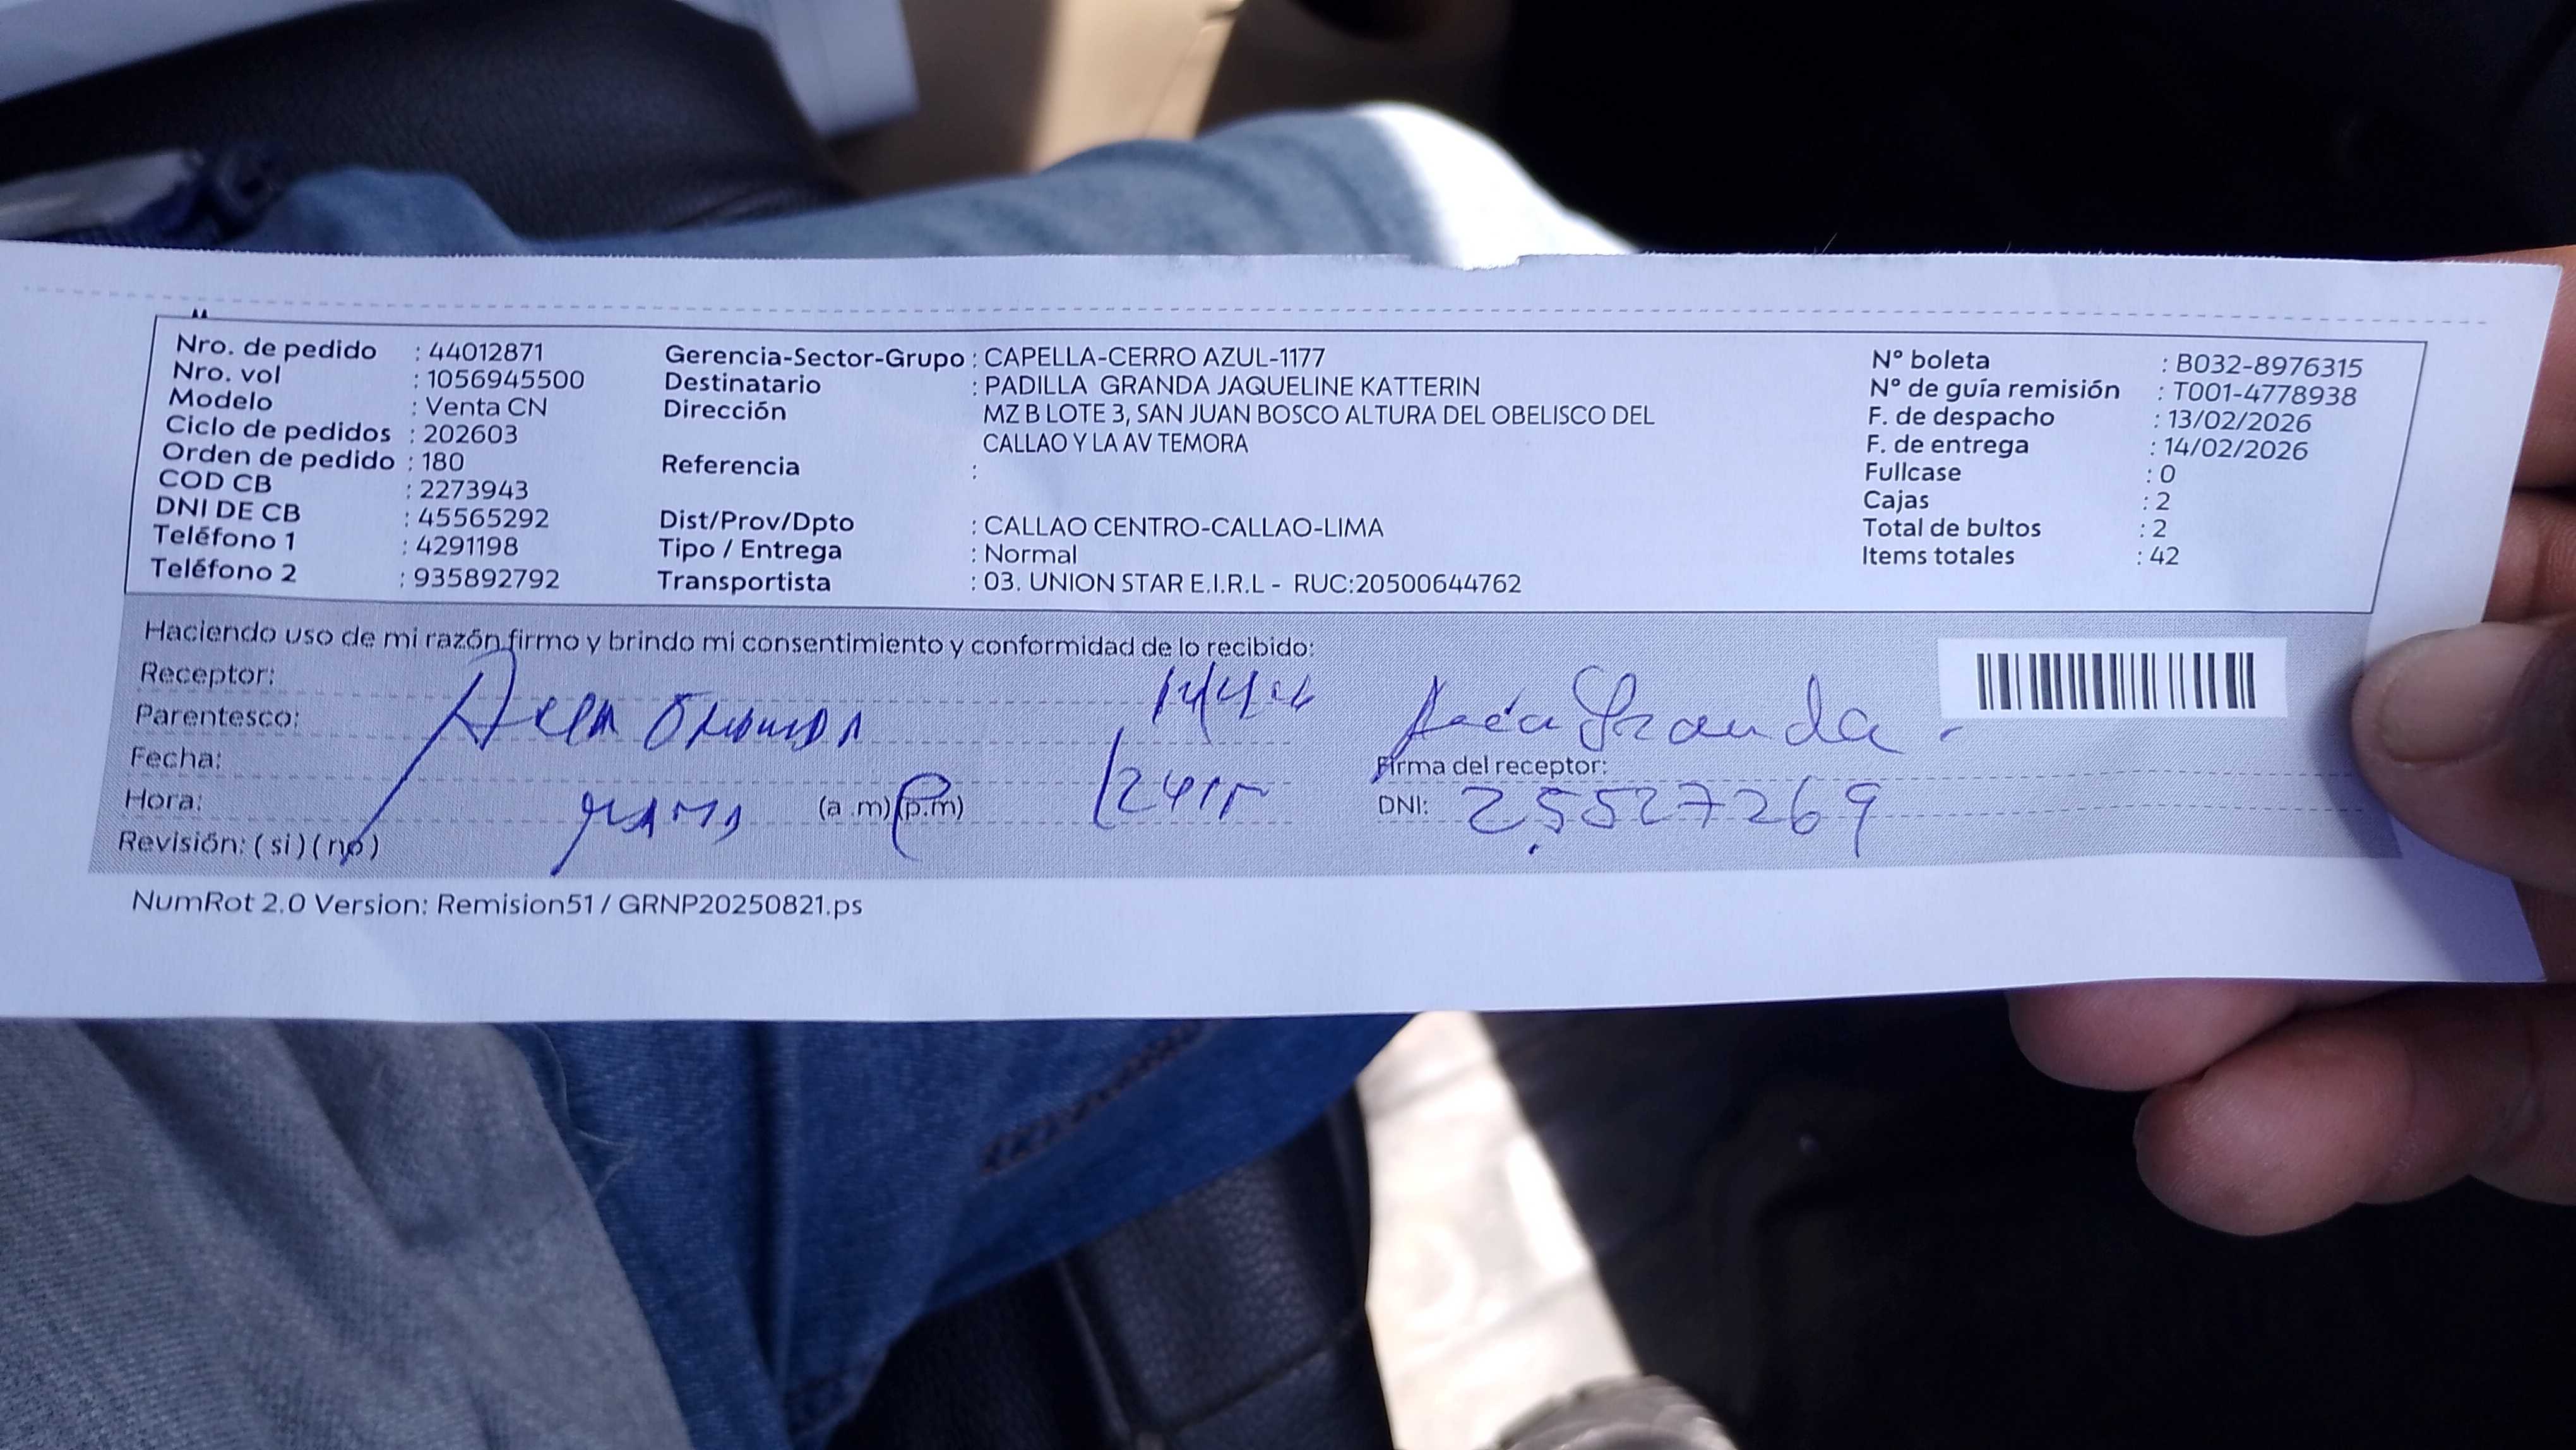 Nro. de pedido : 44012871
Nro. vol : 1056945500
Modelo : Venta CN
Ciclo de pedidos : 202603
Orden de pedido : 180
COD CB : 2273943
DNI DE CB : 45565292
Teléfono 1 : 4291198
Teléfono 2 : 935892792
Gerencia-Sector-Grupo : CAPELLA-CERRO AZUL-1177
Destinatario : PADILLA GRANDA JAQUELINE KATTERIN
Dirección MZ B LOTE 3, SAN JUAN BOSCO ALTURA DEL OBELISCO DEL
CALLAO Y LA AV TEMORA
Referencia :
Dist/Prov/Dpto : CALLAO CENTRO-CALLAO-LIMA
Tipo / Entrega : Normal
Transportista : 03. UNION STAR E.I.R.L - RUC:20500644762
N° boleta : B032-8976315
N° de guía remisión : T001-4778938
F. de despacho : 13/02/2026
F. de entrega : 14/02/2026
Fullcase : 0
Cajas : 2
Total de bultos : 2
Items totales : 42
Haciendo uso de mi razón firmo y brindo mi consentimiento y conformidad de lo recibido:
Receptor:
Parentesco:
Fecha:
Hora: (a .m) (p.m)
Revisión: ( si ) ( no )
Granda
Firma del receptor:
DNI: 25527269
NumRot 2.0 Version: Remision51 / GRNP20250821.ps